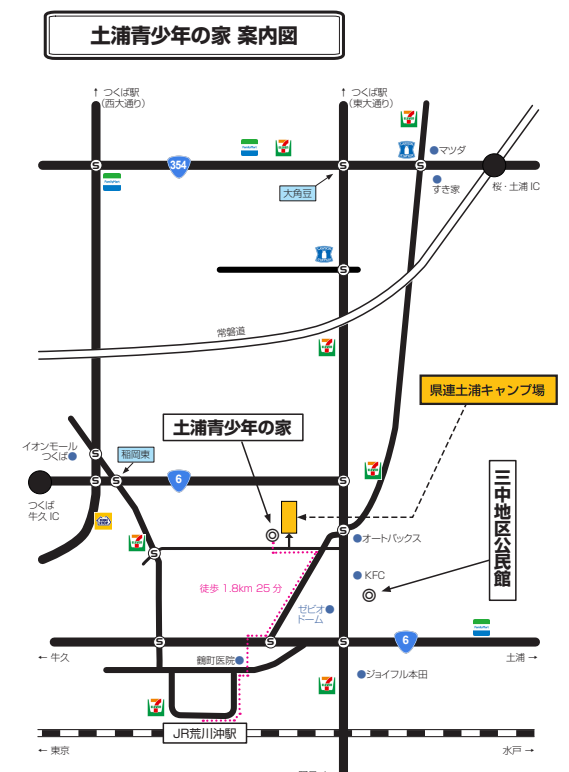 土浦青少年の家 案内図
↑ つくば駅
(西大通り)
↑ つくば駅
(東大通り)
マツダ
354
すき家
桜・土浦 IC
大角豆
常磐道
県連土浦キャンプ場
土浦青少年の家
イオンモール
つくば
稲岡東
6
つくば
牛久 IC
三中地区公民館
オートバックス
KFC
徒歩 1.8km 25 分
ゼビオ
ドーム
6
← 牛久
鶴町医院
土浦 →
ジョイフル本田
JR荒川沖駅
← 東京
水戸 →